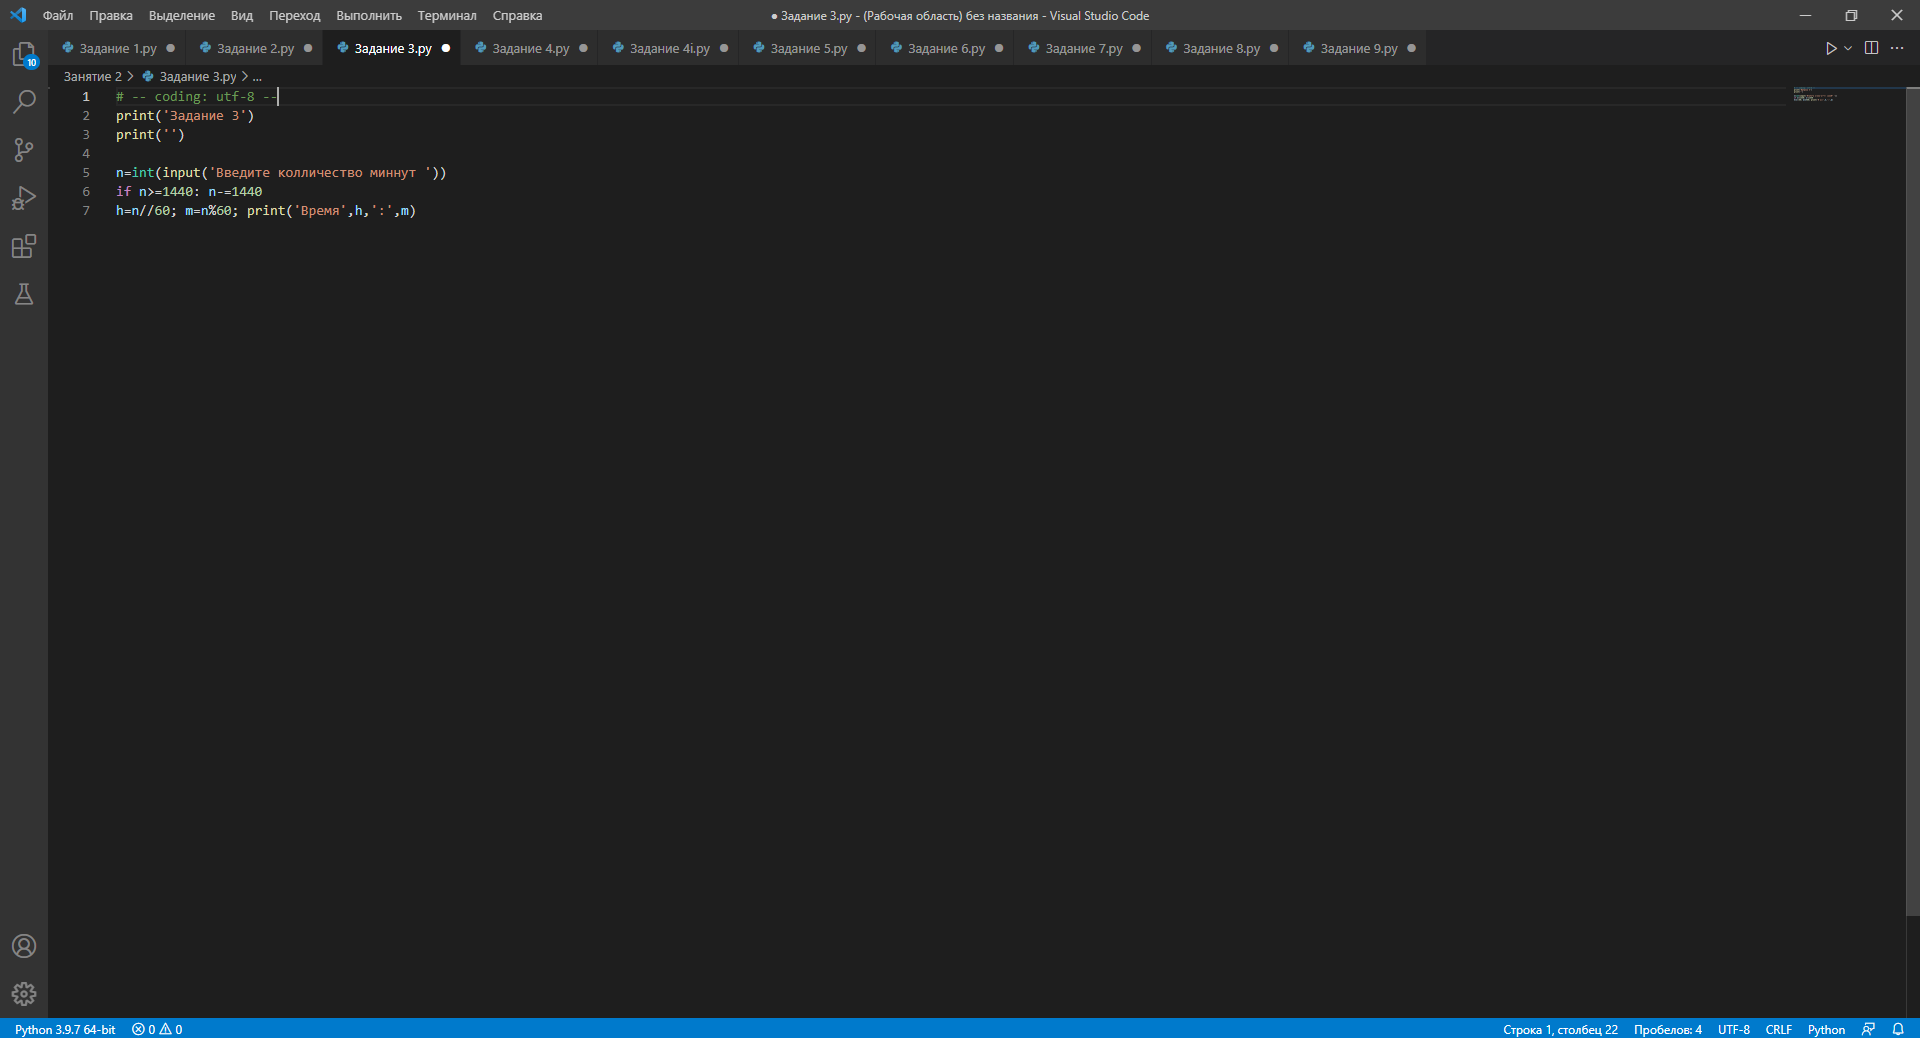 Файл Правка Выделение Вид Переход Выполнить Терминал Справка
● Задание 3.py - (Рабочая область) без названия - Visual Studio Code
Задание 1.py Задание 2.py Задание 3.py Задание 4.py Задание 4i.py Задание 5.py Задание 6.py Задание 7.py Задание 8.py Задание 9.py
10
Занятие 2 > Задание 3.py > ...
1 # -- coding: utf-8 --
2 print('Задание 3')
3 print('')
4
5 n=int(input('Введите колличество миннут '))
6 if n>=1440: n-=1440
7 h=n//60; m=n%60; print('Время',h,':',m)
Python 3.9.7 64-bit 0 0 Строка 1, столбец 22 Пробелов: 4 UTF-8 CRLF Python